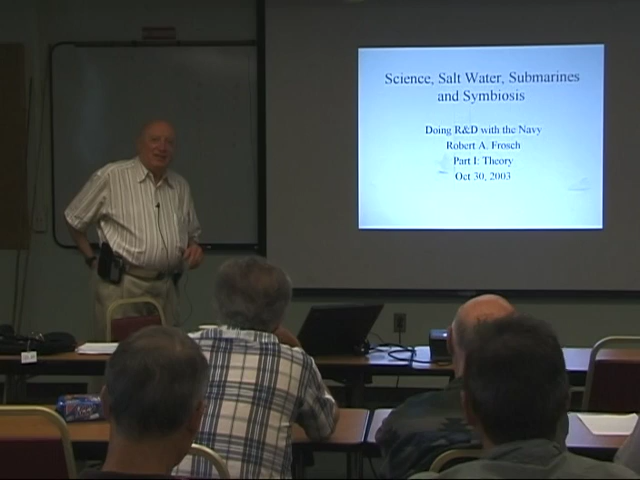 Science, Salt Water, Submarines
and Symbiosis
Doing R&D with the Navy
Robert A. Frosch
Part I: Theory
Oct 30, 2003